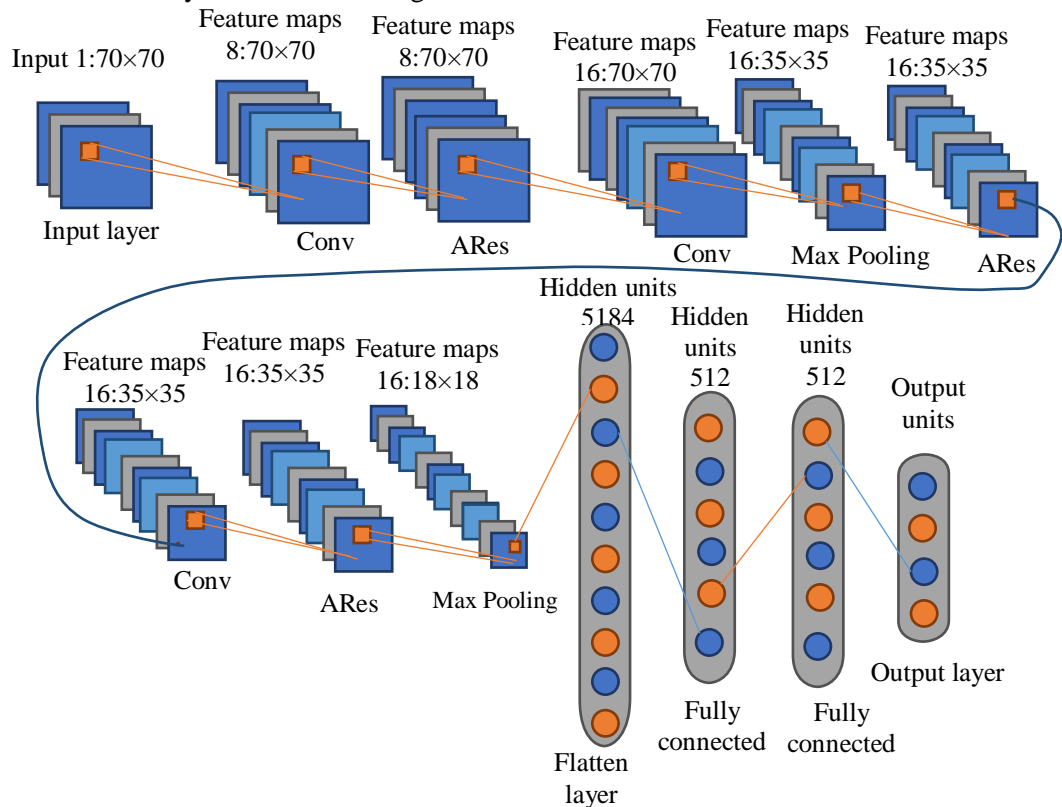 Input 1:70×70
Feature maps
8:70×70
Feature maps
8:70×70
Feature maps
16:70×70
Feature maps
16:35×35
Feature maps
16:35×35
Input layer
Conv
ARes
Conv
Max Pooling
ARes
Feature maps
16:35×35
Feature maps
16:35×35
Feature maps
16:18×18
Hidden units
5184
Hidden
units
512
Hidden
units
512
Output
units
Conv
ARes
Max Pooling
Flatten
layer
Fully
connected
Fully
connected
Output layer